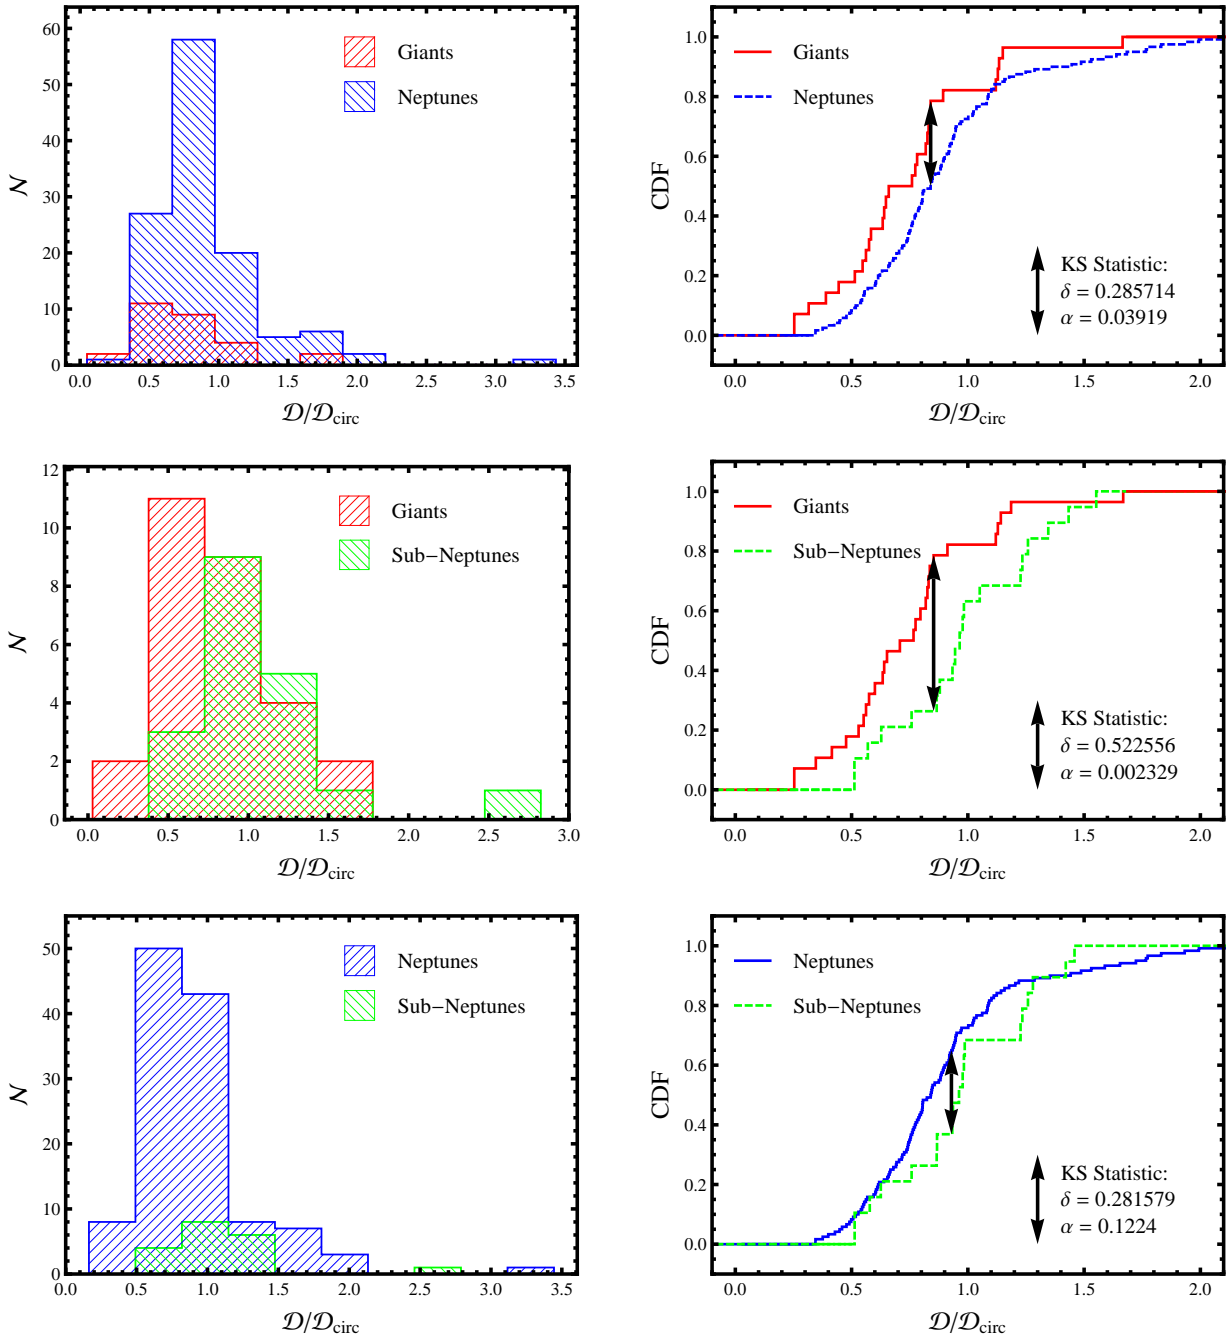 Giants
Neptunes
60
50
40
30
20
10
0
𝒩
0.0 0.5 1.0 1.5 2.0 2.5 3.0 3.5
𝒟/𝒟circ
Giants
Neptunes
1.0
0.8
0.6
0.4
0.2
0.0
CDF
KS Statistic:
δ = 0.285714
α = 0.03919
0.0 0.5 1.0 1.5 2.0
𝒟/𝒟circ
Giants
Sub−Neptunes
12
10
8
6
4
2
0
𝒩
0.0 0.5 1.0 1.5 2.0 2.5 3.0
𝒟/𝒟circ
Giants
Sub−Neptunes
1.0
0.8
0.6
0.4
0.2
0.0
CDF
KS Statistic:
δ = 0.522556
α = 0.002329
0.0 0.5 1.0 1.5 2.0
𝒟/𝒟circ
Neptunes
Sub−Neptunes
50
40
30
20
10
0
𝒩
0.0 0.5 1.0 1.5 2.0 2.5 3.0 3.5
𝒟/𝒟circ
Neptunes
Sub−Neptunes
1.0
0.8
0.6
0.4
0.2
0.0
CDF
KS Statistic:
δ = 0.281579
α = 0.1224
0.0 0.5 1.0 1.5 2.0
𝒟/𝒟circ